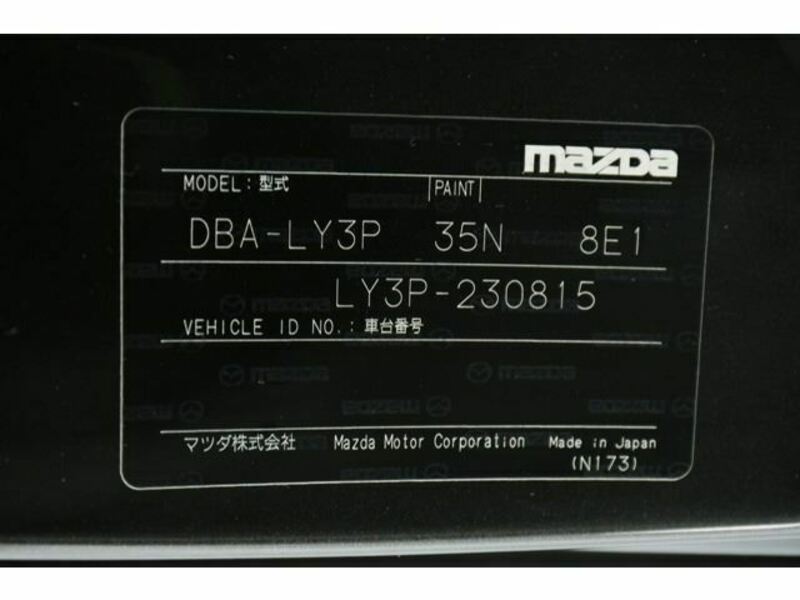 mazda
MODEL：型式 |PAINT|
DBA-LY3P 35N 8E1
LY3P-230815
VEHICLE ID NO.：車台番号
マツダ株式会社 Mazda Motor Corporation Made in Japan
(N173)